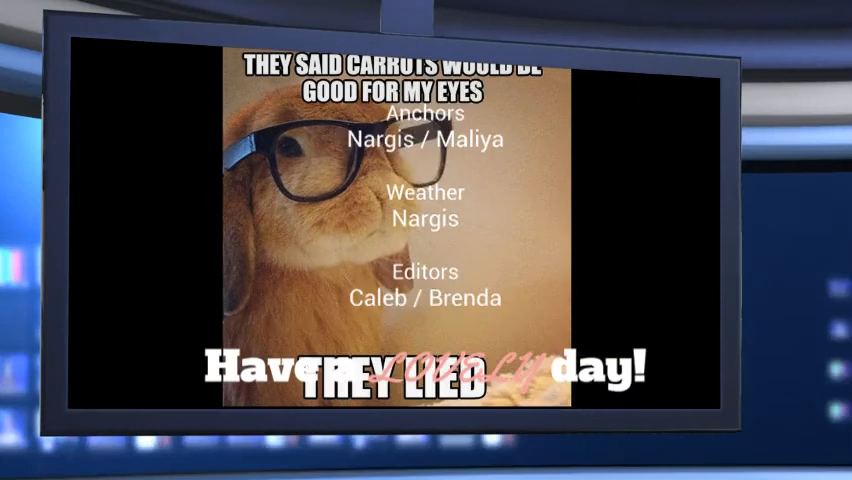 THEY SAID CARROTS WOULD BE
GOOD FOR MY EYES
Anchors
Nargis / Maliya
Weather
Nargis
Editors
Caleb / Brenda
Have a LOVELY day!
THEY LIED